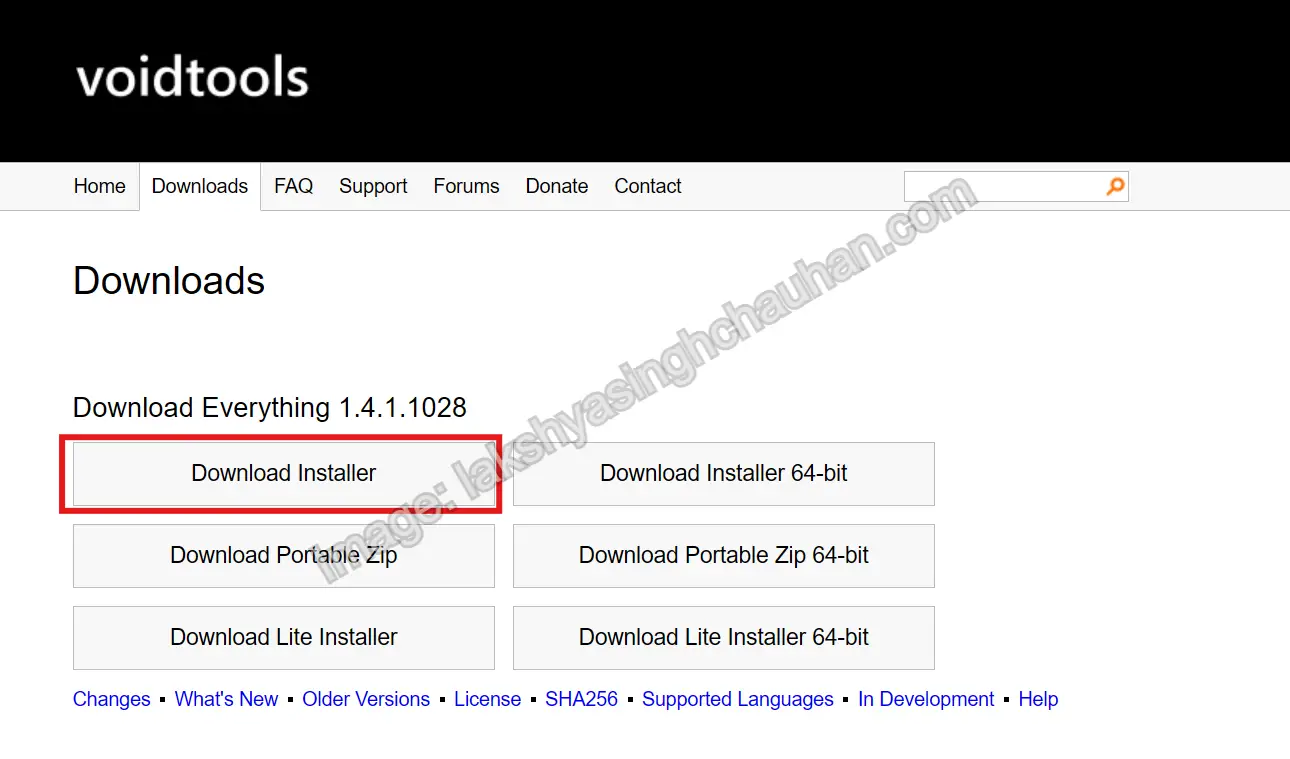 voidtools
Home Downloads FAQ Support Forums Donate Contact
Downloads
Download Everything 1.4.1.1028
Download Installer Download Installer 64-bit
Download Portable Zip Download Portable Zip 64-bit
Download Lite Installer Download Lite Installer 64-bit
Changes ▪ What's New ▪ Older Versions ▪ License ▪ SHA256 ▪ Supported Languages ▪ In Development ▪ Help
image: lakshyasinghchauhan.com